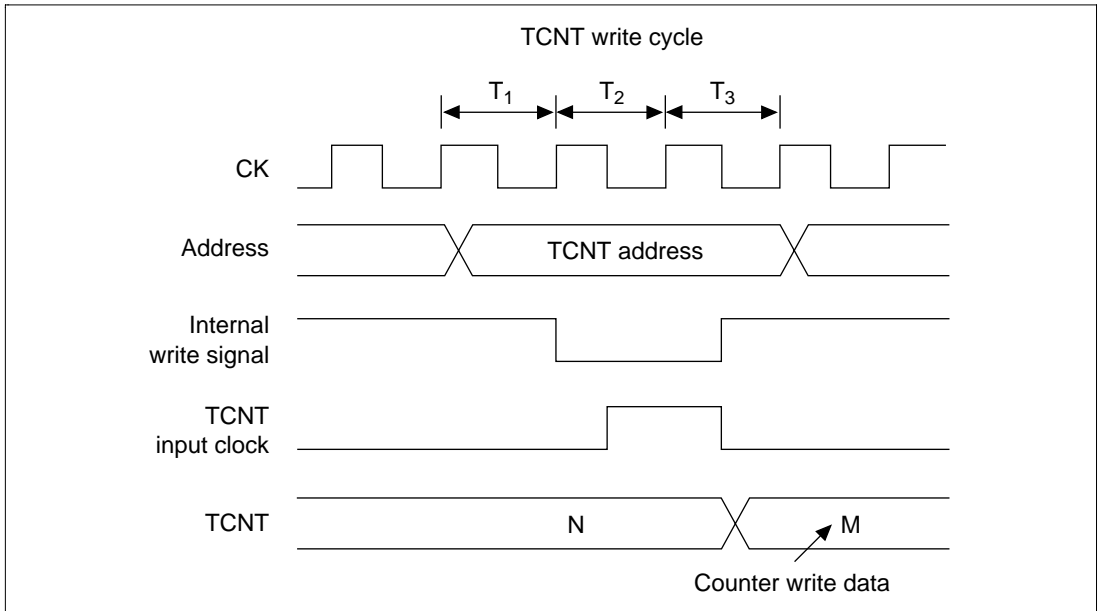 TCNT write cycle
T1 T2 T3
CK
Address TCNT address
Internal
write signal
TCNT
input clock
TCNT N M
Counter write data